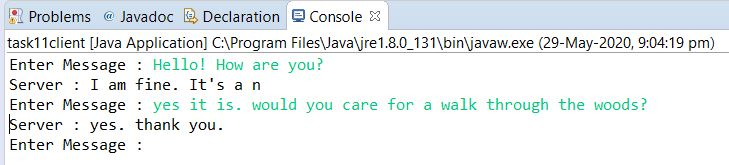 Problems @ Javadoc Declaration Console
task11client [Java Application] C:\Program Files\Java\jre1.8.0_131\bin\javaw.exe (29-May-2020, 9:04:19 pm)
Enter Message : Hello! How are you?
Server : I am fine. It's a n
Enter Message : yes it is. would you care for a walk through the woods?
Server : yes. thank you.
Enter Message :